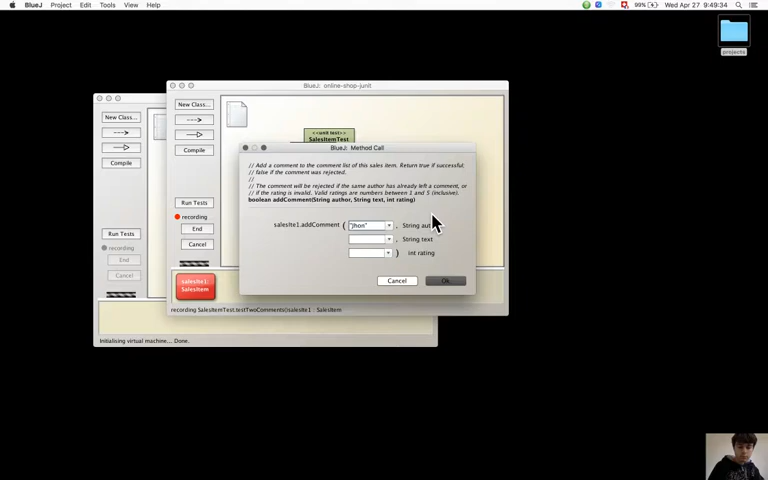 BlueJ Project Edit Tools View Help
99% Wed Apr 27 9:49:34
projects
BlueJ: online-shop-junit
New Class...
Compile
Run Tests
recording
End
Cancel
New Class...
Compile
Run Tests
recording
End
Cancel
<<unit test>>
SalesItemTest
BlueJ: Method Call
// Add a comment to the comment list of this sales item. Return true if successful;
// false if the comment was rejected.
//
// The comment will be rejected if the same author has already left a comment, or
// if the rating is invalid. Valid ratings are numbers between 1 and 5 (inclusive).
boolean addComment(String author, String text, int rating)
salesIte1.addComment ( "Jhon" , String aut
, String text
) int rating
Cancel Ok
salesIte1:
SalesItem
recording SalesItemTest.testTwoComments()salesIte1 : SalesItem
Initialising virtual machine... Done.